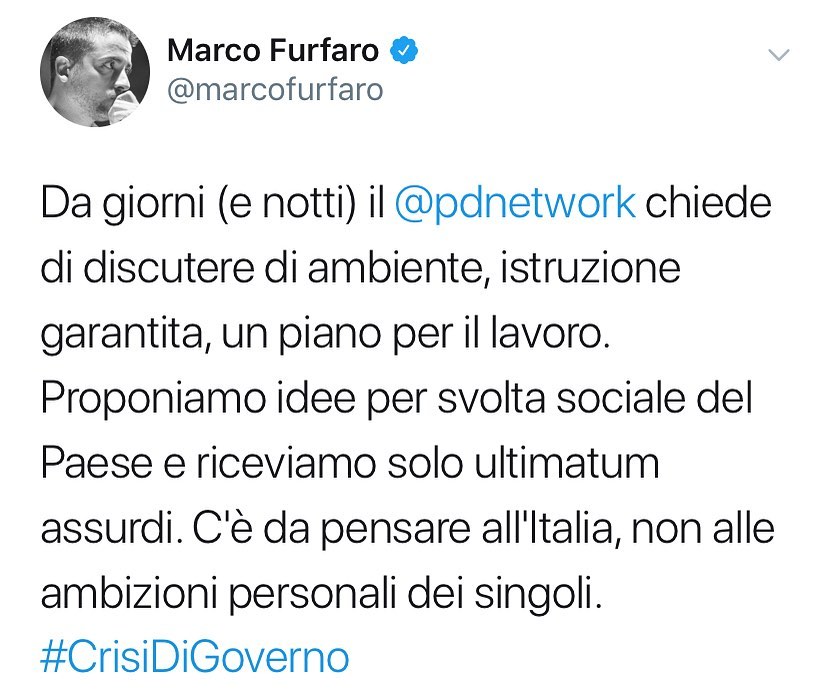 Marco Furfaro
@marcofurfaro
Da giorni (e notti) il @pdnetwork chiede
di discutere di ambiente, istruzione
garantita, un piano per il lavoro.
Proponiamo idee per svolta sociale del
Paese e riceviamo solo ultimatum
assurdi. C'è da pensare all'Italia, non alle
ambizioni personali dei singoli.
#CrisiDiGoverno